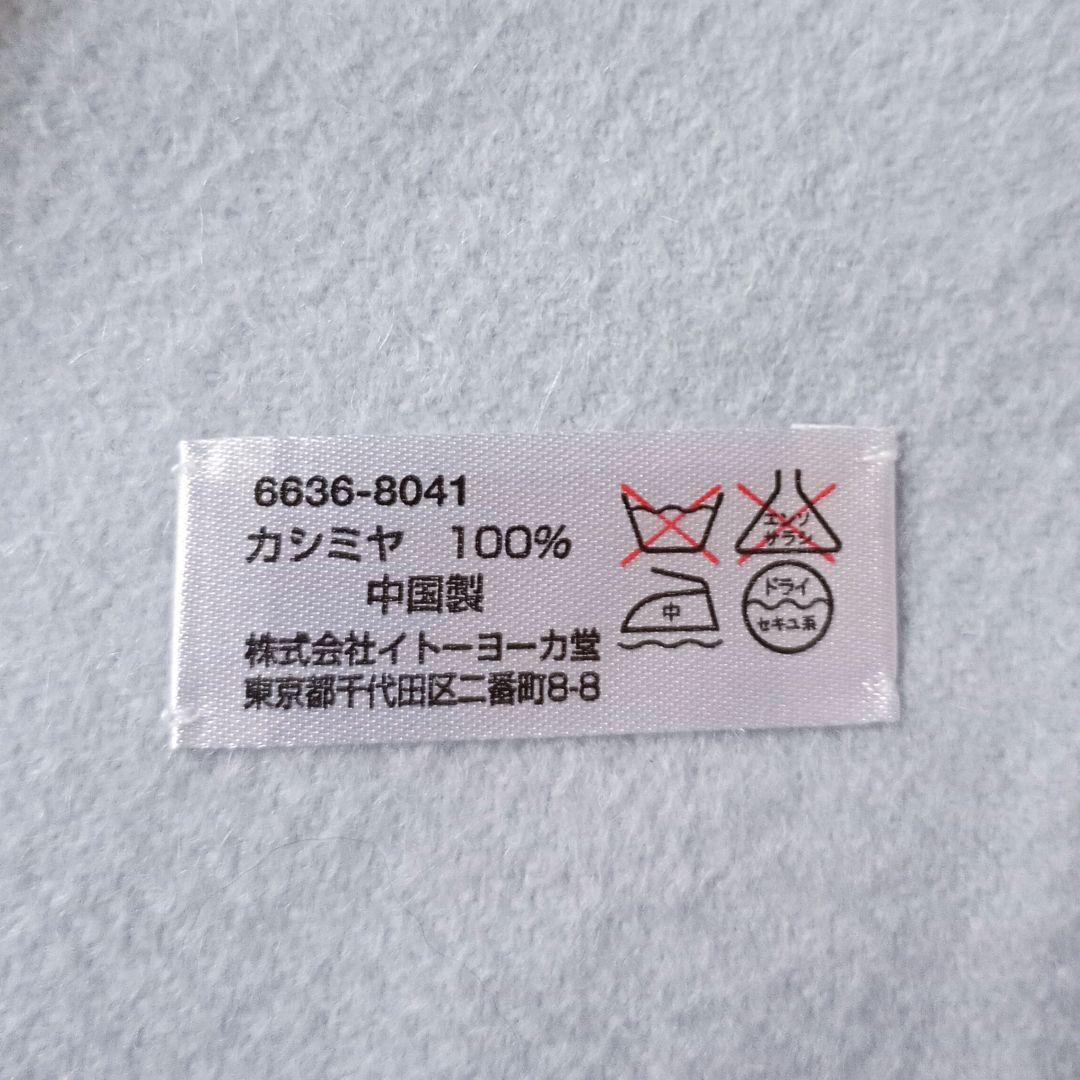 6636-8041
カシミヤ 100%
中国製
株式会社イトーヨーカ堂
東京都千代田区二番町8-8
エンソ
サラシ
中
ドライ
セキユ系